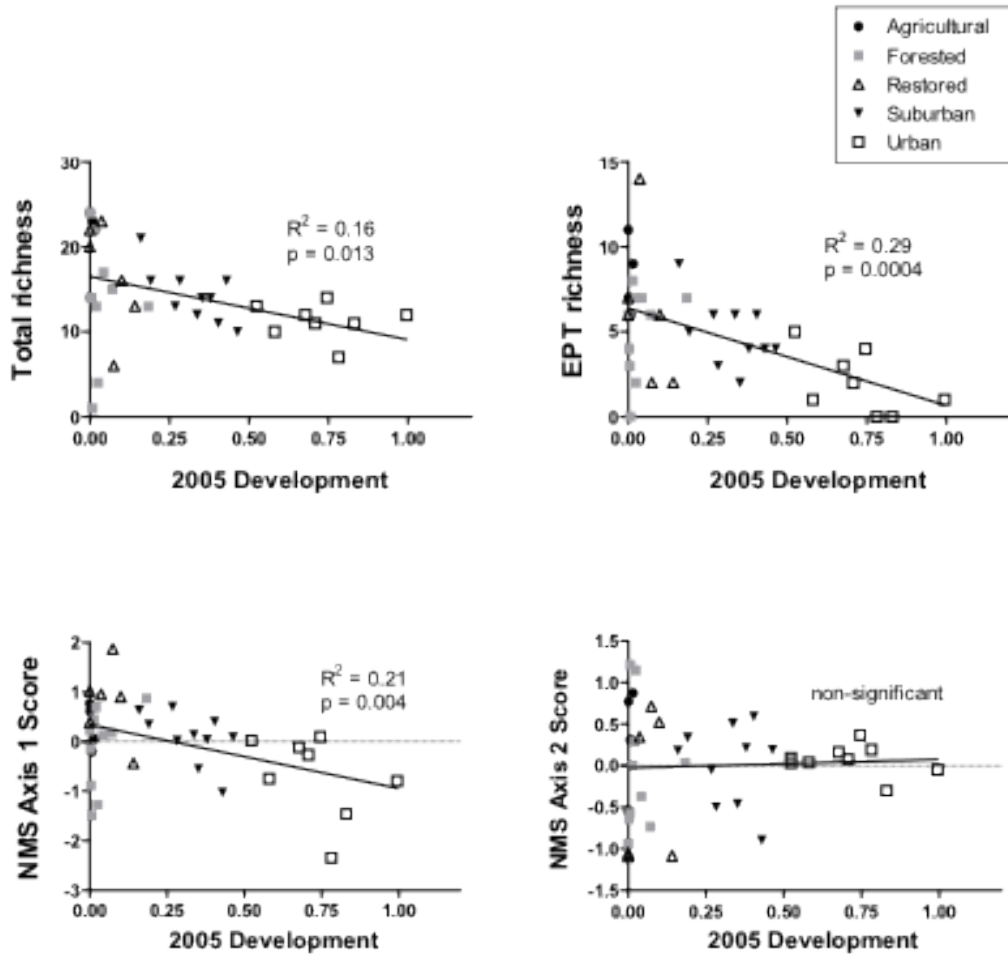 Agricultural
Forested
Restored
Suburban
Urban
Total richness
30
20
10
0
R² = 0.16
p = 0.013
0.00 0.25 0.50 0.75 1.00
2005 Development
EPT richness
15
10
5
0
R² = 0.29
p = 0.0004
0.00 0.25 0.50 0.75 1.00
2005 Development
NMS Axis 1 Score
2
1
0
-1
-2
-3
R² = 0.21
p = 0.004
0.00 0.25 0.50 0.75 1.00
2005 Development
NMS Axis 2 Score
1.5
1.0
0.5
0.0
-0.5
-1.0
-1.5
non-significant
0.00 0.25 0.50 0.75 1.00
2005 Development